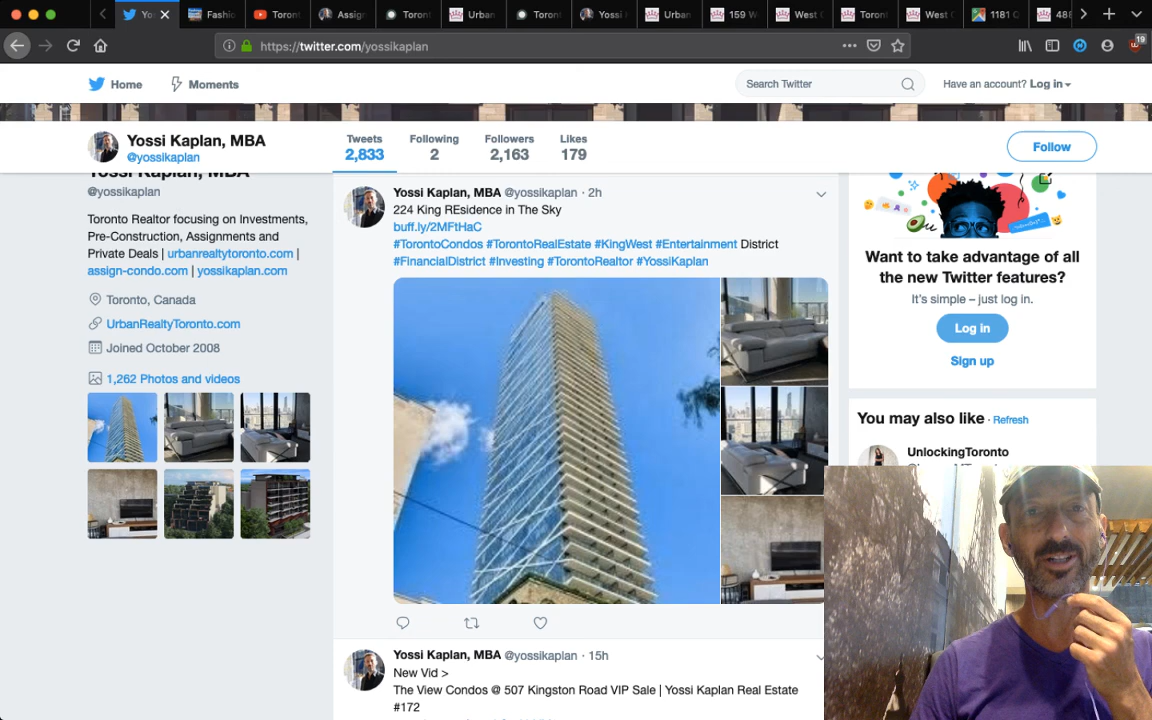 Yo
Fashio
Toront
Assign
Toront
Urban
Toront
Yossi
Urban
159 W
West C
Toront
West C
1181 Q
488
https://twitter.com/yossikaplan
19
Home
Moments
Search Twitter
Have an account? Log in
Yossi Kaplan, MBA
@yossikaplan
Tweets
2,833
Following
2
Followers
2,163
Likes
179
Follow
Yossi Kaplan, MBA
@yossikaplan
Toronto Realtor focusing on Investments,
Pre-Construction, Assignments and
Private Deals | urbanrealtytoronto.com |
assign-condo.com | yossikaplan.com
Toronto, Canada
UrbanRealtyToronto.com
Joined October 2008
1,262 Photos and videos
Yossi Kaplan, MBA @yossikaplan · 2h
224 King REsidence in The Sky
buff.ly/2MFtHaC
#TorontoCondos #TorontoRealEstate #KingWest #Entertainment District
#FinancialDistrict #Investing #TorontoRealtor #YossiKaplan
Yossi Kaplan, MBA @yossikaplan · 15h
New Vid >
The View Condos @ 507 Kingston Road VIP Sale | Yossi Kaplan Real Estate
#172
Want to take advantage of all
the new Twitter features?
It's simple – just log in.
Log in
Sign up
You may also like · Refresh
UnlockingToronto